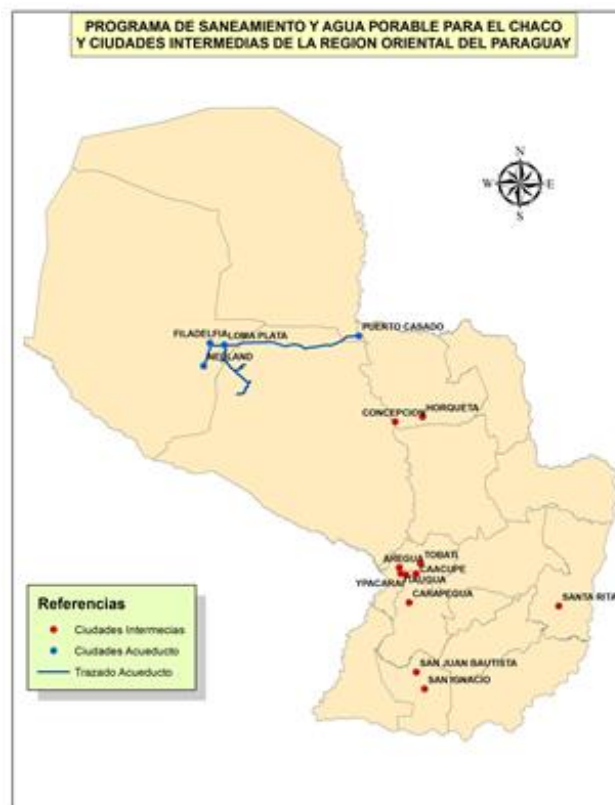 PROGRAMA DE SANEAMIENTO Y AGUA PORABLE PARA EL CHACO
Y CIUDADES INTERMEDIAS DE LA REGION ORIENTAL DEL PARAGUAY
N
W E
S
FILADELFIA
LOMA PLATA
PUERTO CASADO
NEULAND
CONCEPCION
HORQUETA
AREGUA
TOBATI
CAACUPE
YPACARAI
ITAUGUA
CARAPEGUA
SANTA RITA
SAN JUAN BAUTISTA
SAN IGNACIO
Referencias
Ciudades Intermecias
Ciudades Acueducto
Trazado Acueducto